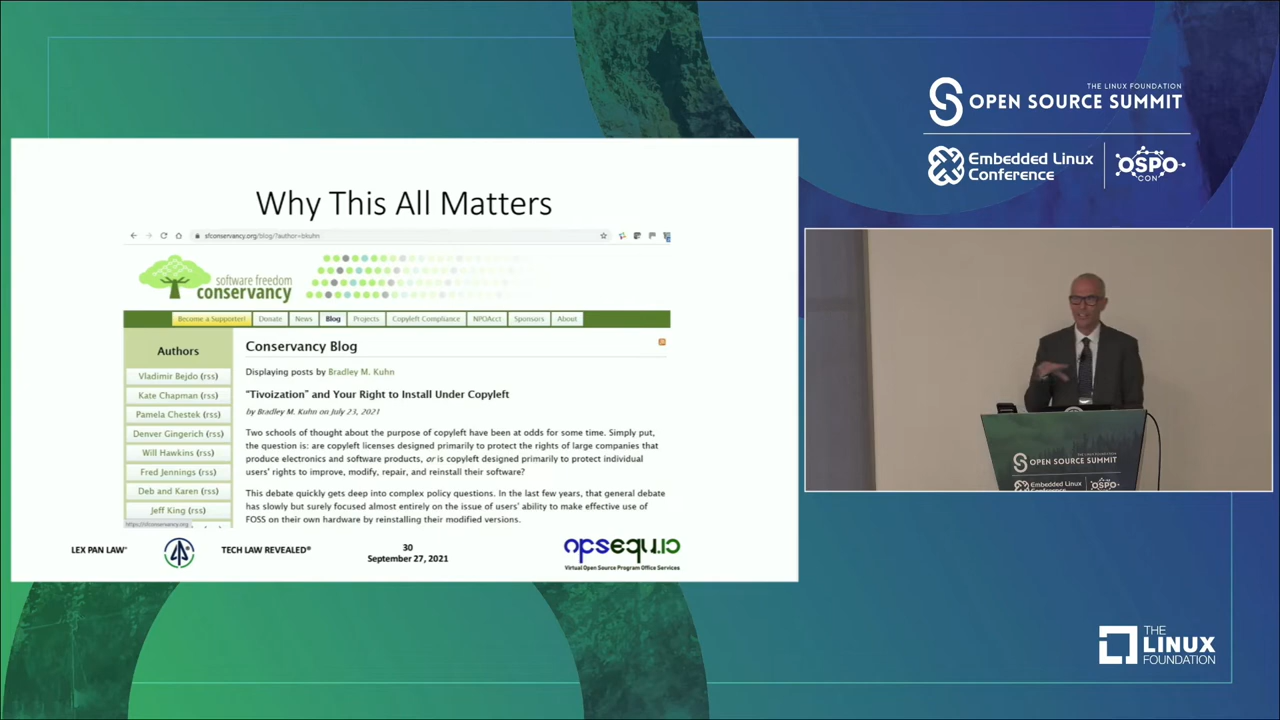 THE LINUX FOUNDATION
OPEN SOURCE SUMMIT
Embedded Linux
Conference
OSPO
CON
Why This All Matters
sfconservancy.org/blog/?author=bkuhn
software freedom
conservancy
Become a Supporter!
Donate
News
Blog
Projects
Copyleft Compliance
NPOAcct
Sponsors
About
Authors
Vladimir Bejdo (rss)
Kate Chapman (rss)
Pamela Chestek (rss)
Denver Gingerich (rss)
Will Hawkins (rss)
Fred Jennings (rss)
Deb and Karen (rss)
Jeff King (rss)
https://sfconservancy.org
Conservancy Blog
Displaying posts by Bradley M. Kuhn
"Tivoization" and Your Right to Install Under Copyleft
by Bradley M. Kuhn on July 23, 2021
Two schools of thought about the purpose of copyleft have been at odds for some time. Simply put,
the question is: are copyleft licenses designed primarily to protect the rights of large companies that
produce electronics and software products, or is copyleft designed primarily to protect individual
users' rights to improve, modify, repair, and reinstall their software?
This debate quickly gets deep into complex policy questions. In the last few years, that general debate
has slowly but surely focused almost entirely on the issue of users' ability to make effective use of
FOSS on their own hardware by reinstalling their modified versions.
LEX PAN LAW
TECH LAW REVEALED®
30
September 27, 2021
opsequ.io
Virtual Open Source Program Office Services
OPEN SOURCE SUMMIT
Embedded Linux
Conference
OSPO
THE
LINUX
FOUNDATION